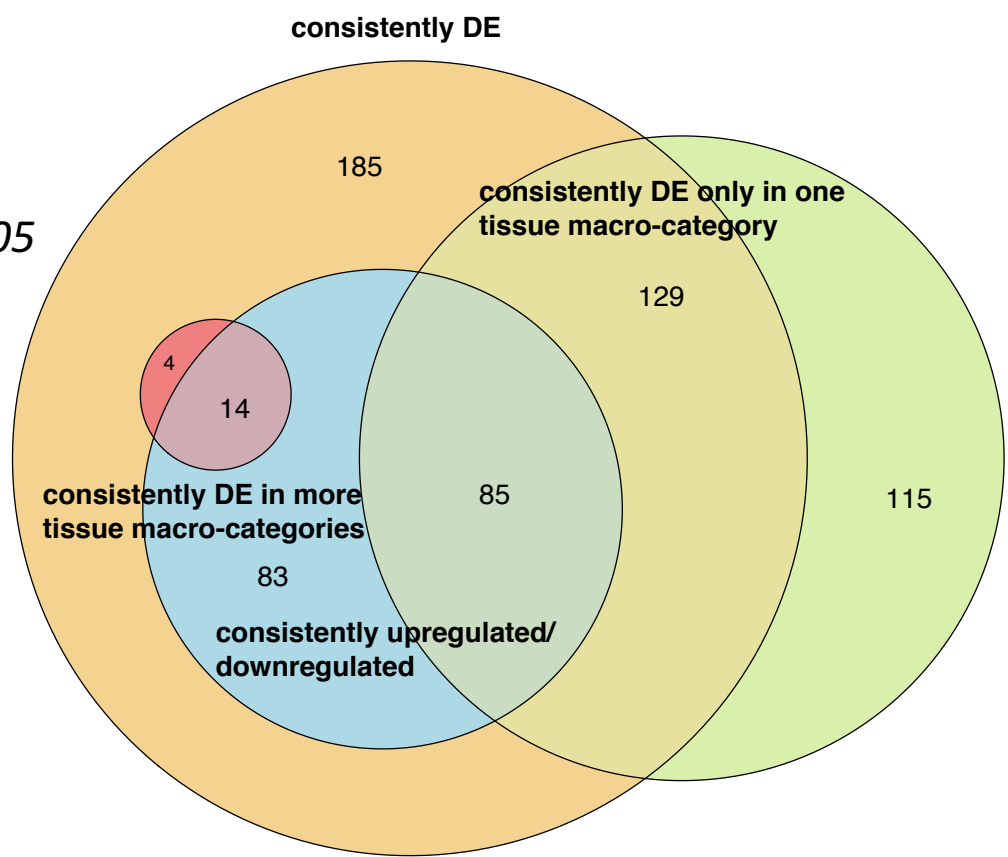 consistently DE
185
consistently DE only in one
tissue macro-category
05
129
4
14
consistently DE in more
tissue macro-categories
85
115
83
consistently upregulated/
downregulated